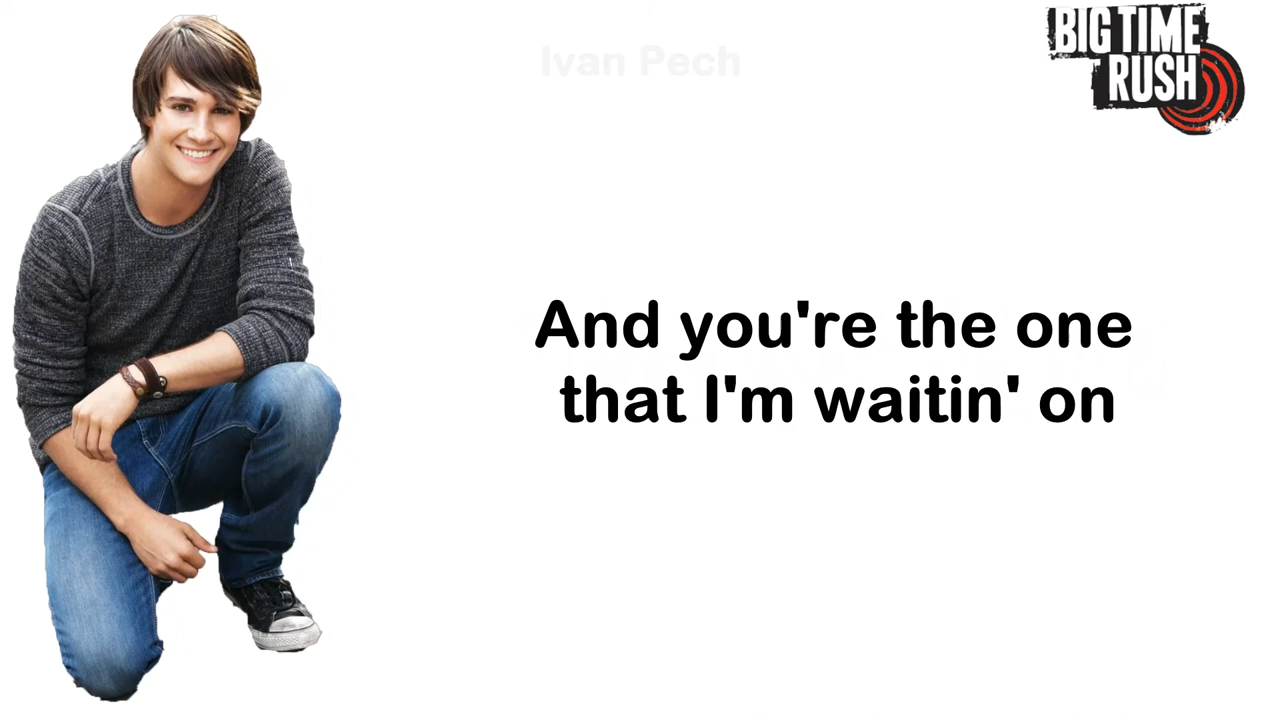 Ivan Pech
BIG TIME
RUSH
And you're the one
that I'm waitin' on